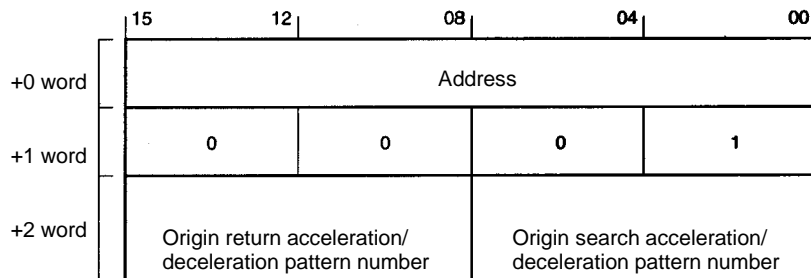 15 12 08 04 00
+0 word Address
+1 word 0 0 0 1
+2 word
Origin return acceleration/ Origin search acceleration/
deceleration pattern number deceleration pattern number